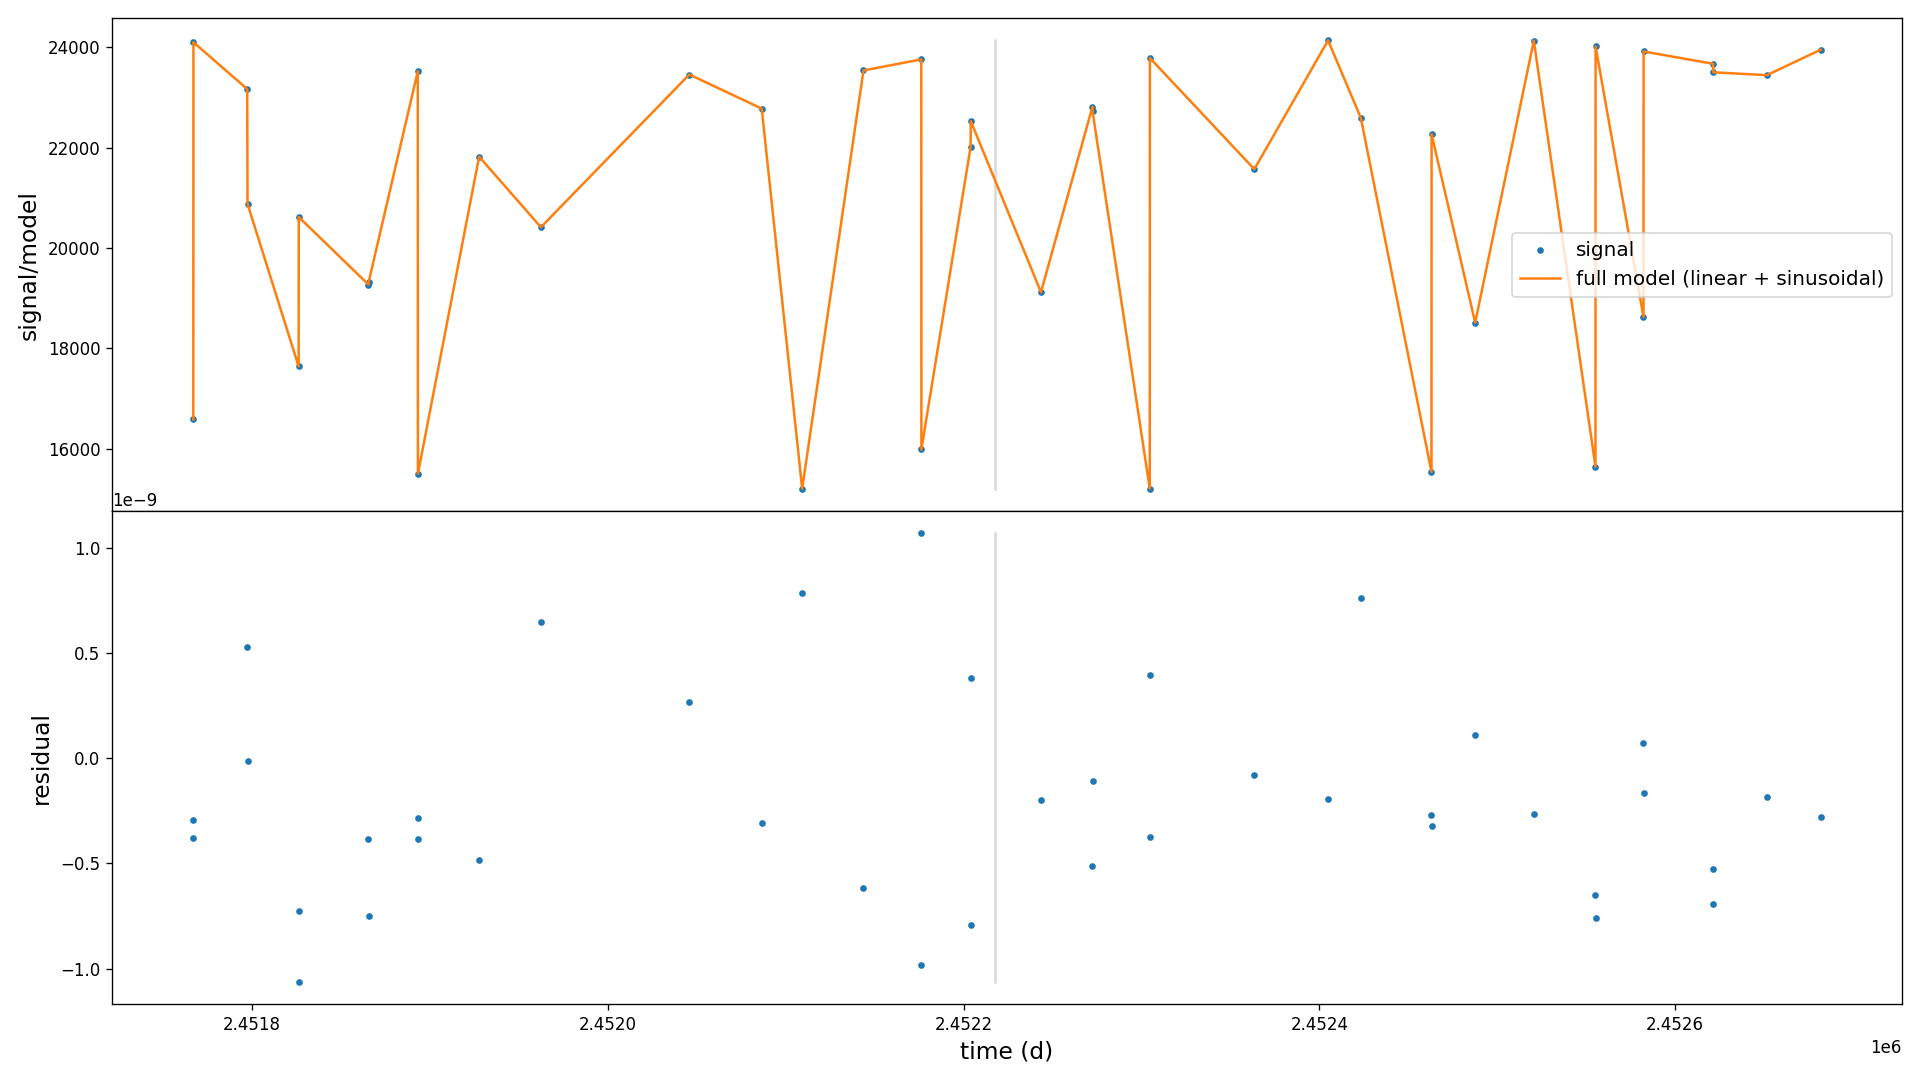 24000
22000
20000
18000
16000
signal/model
signal
full model (linear + sinusoidal)
1e−9
1.0
0.5
0.0
−0.5
−1.0
residual
2.4518
2.4520
2.4522
2.4524
2.4526
time (d)
1e6